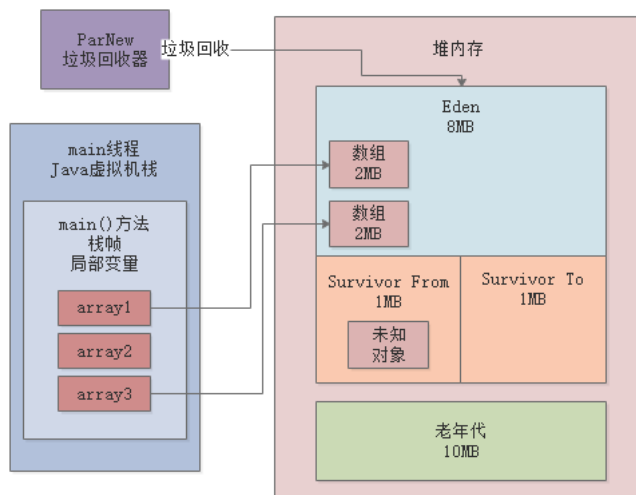 ParNew
垃圾回收器
垃圾回收
堆内存
Eden
8MB
main线程
Java虚拟机栈
数组
2MB
数组
2MB
main()方法
栈帧
局部变量
array1
array2
array3
Survivor From
1MB
Survivor To
1MB
未知
对象
老年代
10MB